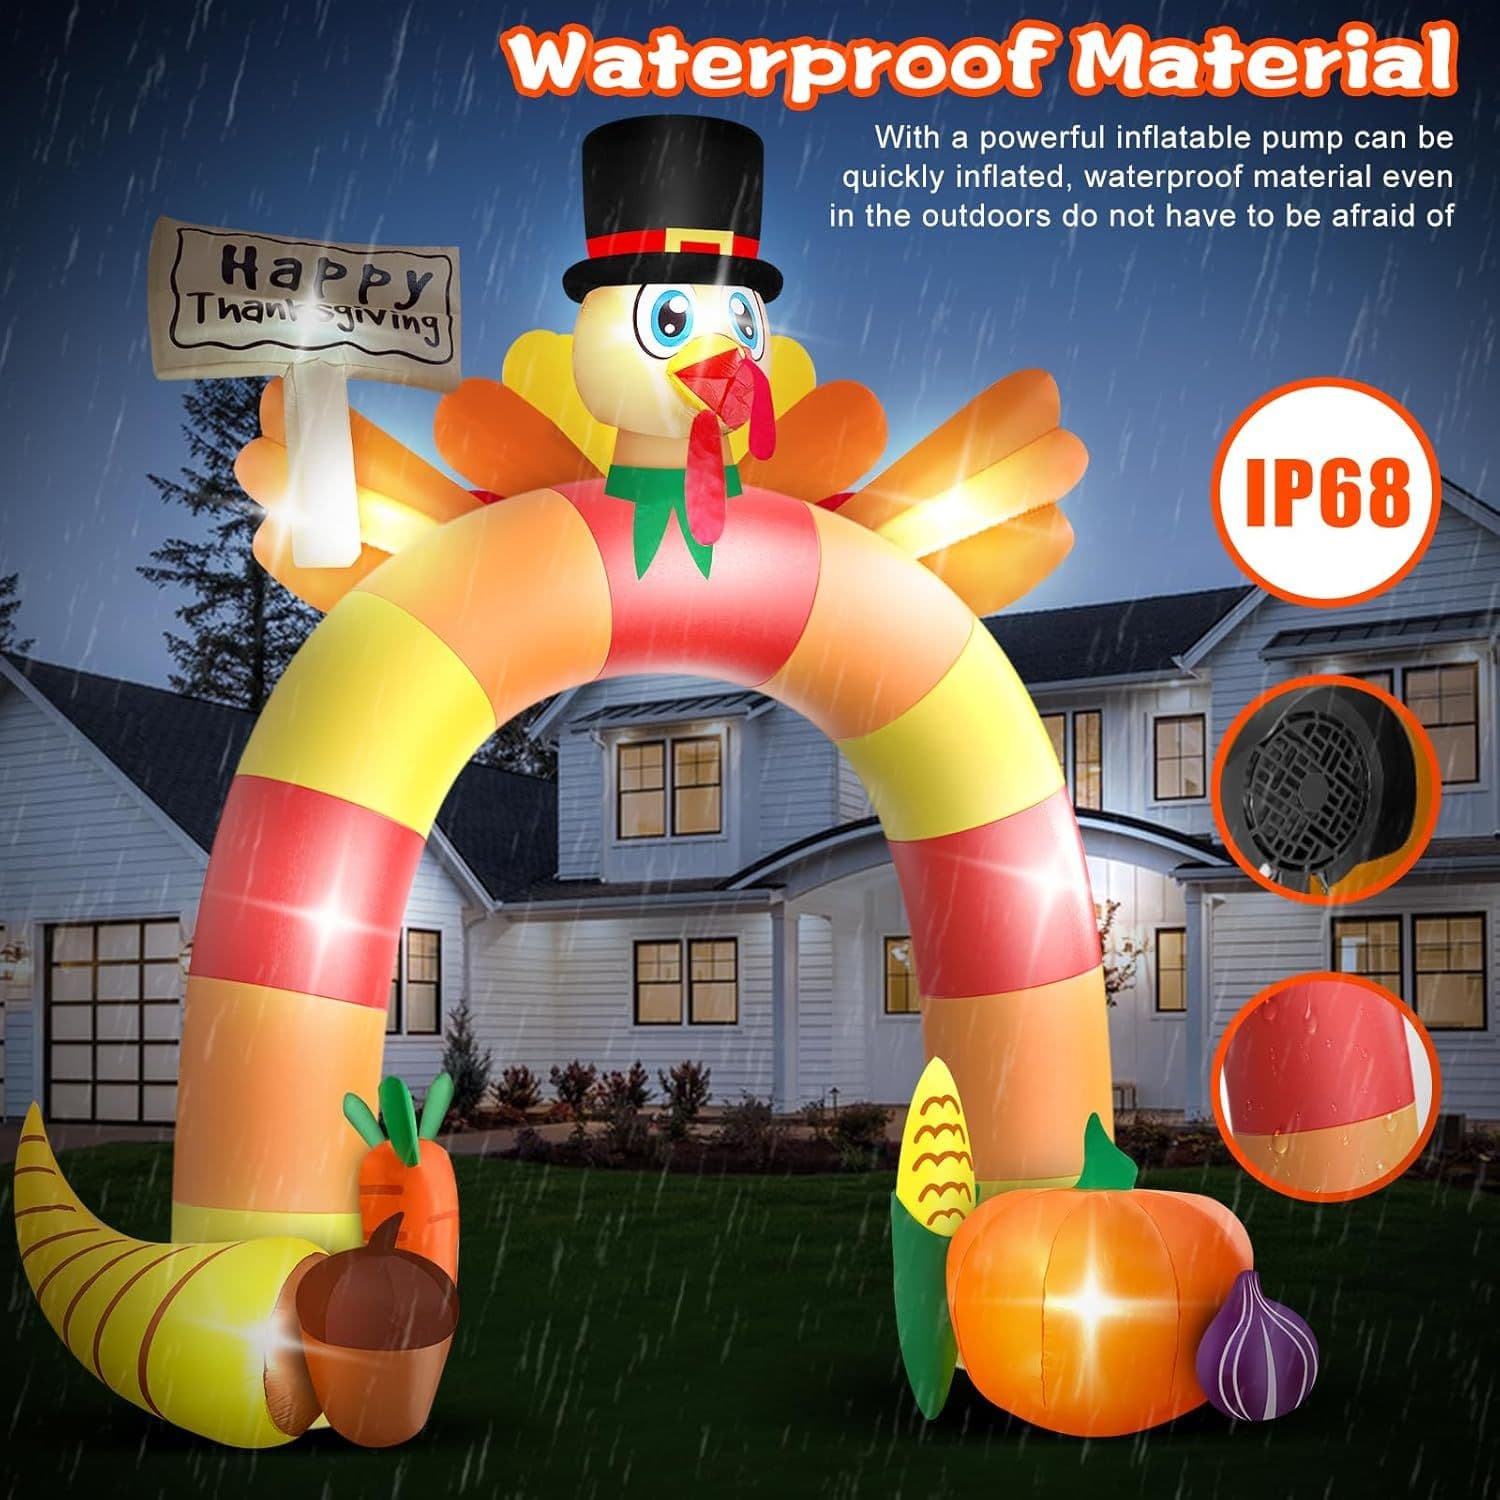 Waterproof Material
With a powerful inflatable pump can be
quickly inflated, waterproof material even
in the outdoors do not have to be afraid of
Happy
Thanksgiving
IP68